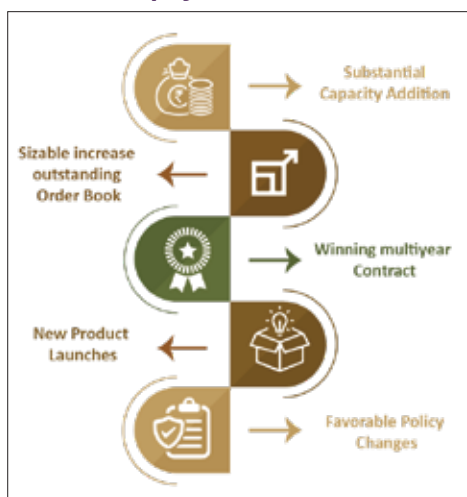 Substantial
Capacity Addition
Sizable increase
outstanding
Order Book
Winning multiyear
Contract
New Product
Launches
Favorable Policy
Changes